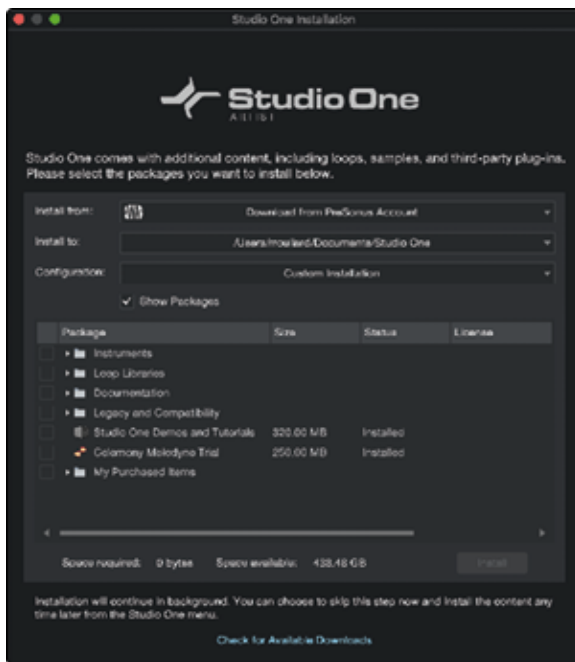 Studio One Installation
Studio One
ARTIST
Studio One comes with additional content, including loops, samples, and third-party plug-ins.
Please select the packages you want to install below.
Install from: Download from PreSonus Account
Install to: /Documents/Studio One
Configuration: Custom Installation
Show Packages
Package Size Status License
Instruments
Loop Libraries
Documentation
Legacy and Compatibility
Studio One Demos and Tutorials 320.00 MB Installed
Celemony Melodyne Trial 250.00 MB Installed
My Purchased Items
Space required: 0 bytes Space available: 433.48 GB Install
Installation will continue in background. You can choose to skip this step now and install the content any
time later from the Studio One menu.
Check for Available Downloads